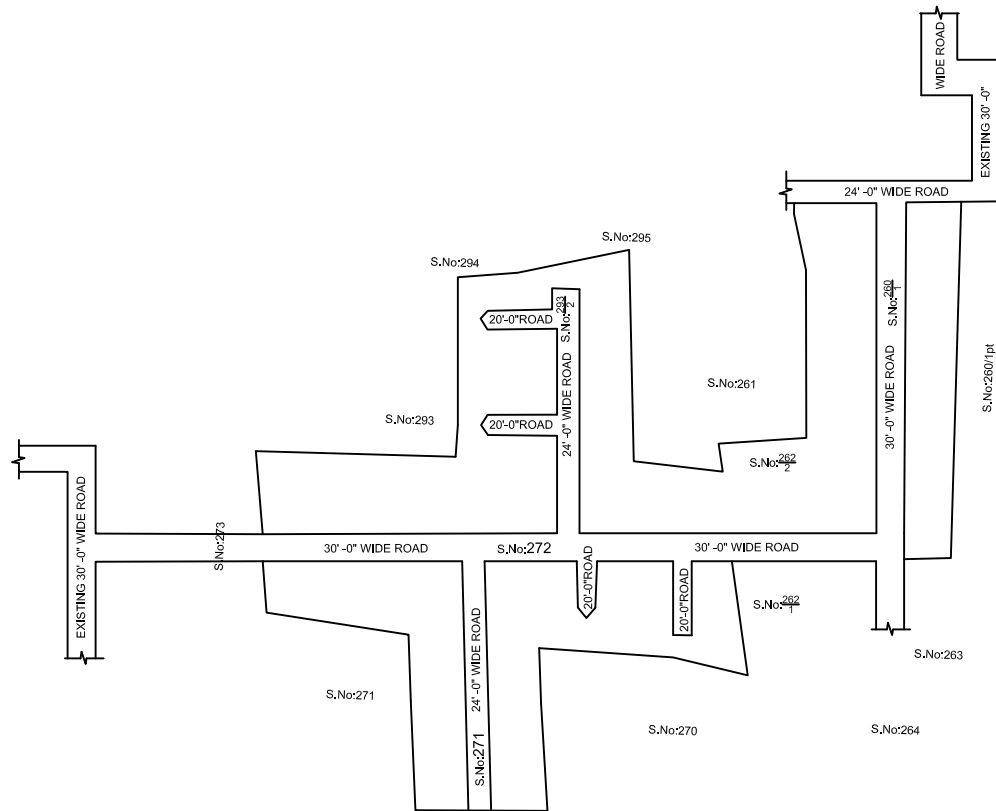 WIDE ROAD
EXISTING 30' -0"
24' -0" WIDE ROAD
S.No:295
S.No:294
S.No: 260/1
20'-0"ROAD
S.No: 293/2
S.No:260/1pt
S.No:261
30' -0" WIDE ROAD
24' -0" WIDE ROAD
S.No:293
20'-0"ROAD
S.No: 262/2
S.No:273
30' -0" WIDE ROAD
S.No:272
30' -0" WIDE ROAD
EXISTING 30' -0" WIDE ROAD
20'-0"ROAD
20'-0"ROAD
S.No: 262/1
24' -0" WIDE ROAD
S.No:263
S.No:271
S.No:271
S.No:270
S.No:264